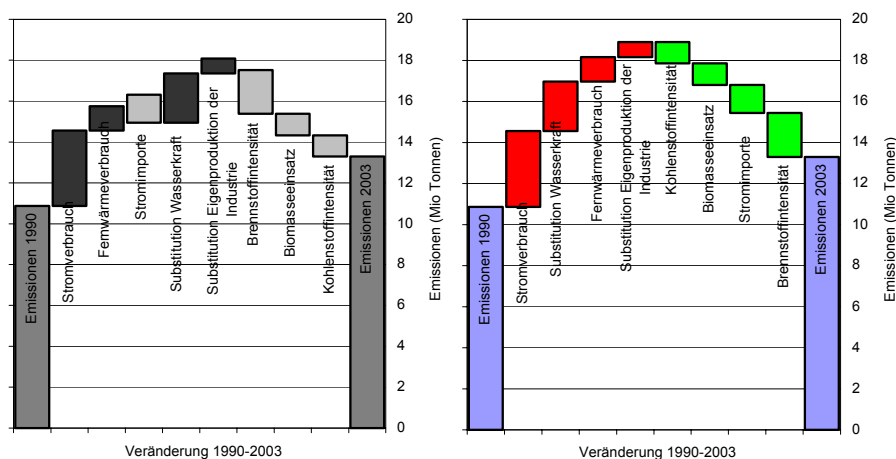 Emissionen 1990
Stromverbrauch
Fernwärmeverbrauch
Stromimporte
Substitution Wasserkraft
Substitution Eigenproduktion der
Industrie
Brennstoffintensität
Biomasseeinsatz
Kohlenstoffintensität
Emissionen 2003
20
18
16
14
12
10
8
6
4
2
0
Emissionen (Mio Tonnen)
Veränderung 1990-2003
Emissionen 1990
Stromverbrauch
Substitution Wasserkraft
Fernwärmeverbrauch
Substitution Eigenproduktion der
Industrie
Kohlenstoffintensität
Biomasseeinsatz
Stromimporte
Brennstoffintensität
Emissionen 2003
20
18
16
14
12
10
8
6
4
2
0
Emissionen (Mio Tonnen)
Veränderung 1990-2003